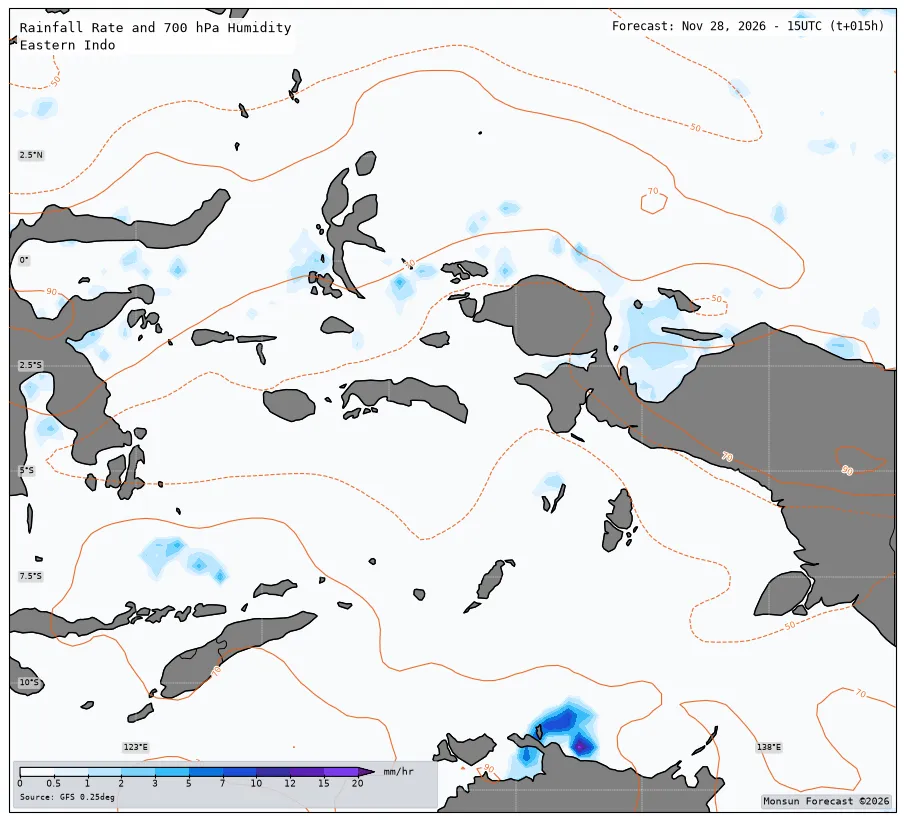 Rainfall Rate and 700 hPa Humidity
Eastern Indo
Forecast: Nov 28, 2026 - 15UTC (t+015h)
50
50
2.5°N
70
0°
90
50
2.5°S
70
90
5°S
7.5°S
50
70
10°S
70
123°E
138°E
90
0 0.5 1 2 3 5 7 10 12 15 20 mm/hr
Source: GFS 0.25deg
Monsun Forecast ©2026